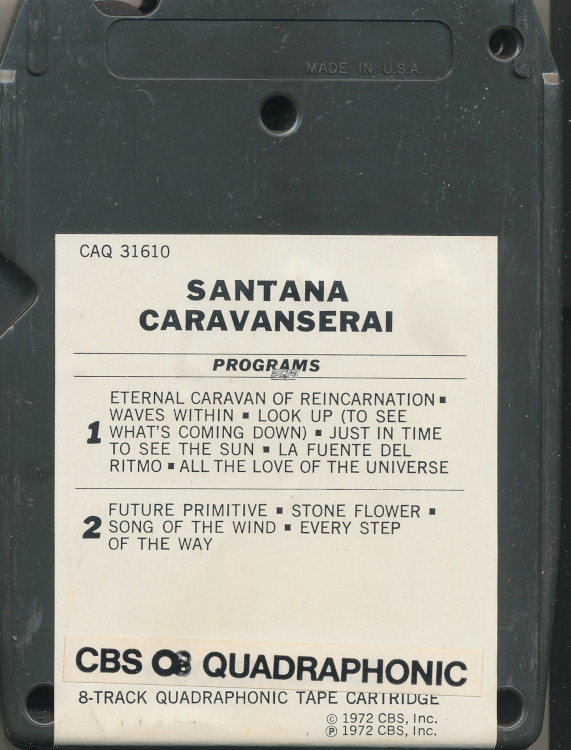 MADE IN U.S.A.
CAQ 31610
SANTANA
CARAVANSERAI
PROGRAMS
1
ETERNAL CARAVAN OF REINCARNATION ▪
WAVES WITHIN ▪ LOOK UP (TO SEE
WHAT'S COMING DOWN) ▪ JUST IN TIME
TO SEE THE SUN ▪ LA FUENTE DEL
RITMO ▪ ALL THE LOVE OF THE UNIVERSE
2
FUTURE PRIMITIVE ▪ STONE FLOWER ▪
SONG OF THE WIND ▪ EVERY STEP
OF THE WAY
CBS QUADRAPHONIC
8-TRACK QUADRAPHONIC TAPE CARTRIDGE
© 1972 CBS, Inc.
℗ 1972 CBS, Inc.